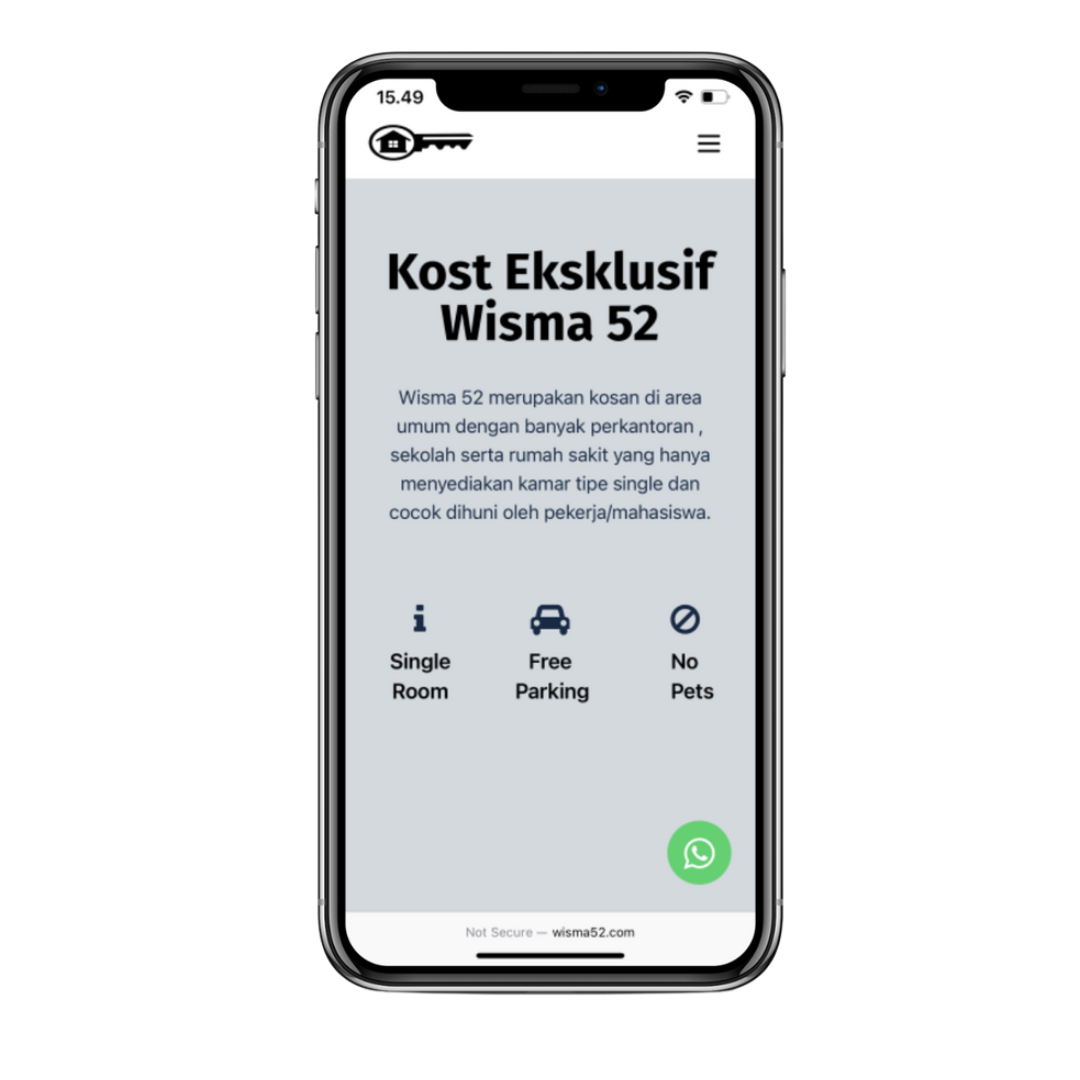 15.49
Kost Eksklusif
Wisma 52
Wisma 52 merupakan kosan di area
umum dengan banyak perkantoran ,
sekolah serta rumah sakit yang hanya
menyediakan kamar tipe single dan
cocok dihuni oleh pekerja/mahasiswa.
Single
Room
Free
Parking
No
Pets
Not Secure — wisma52.com